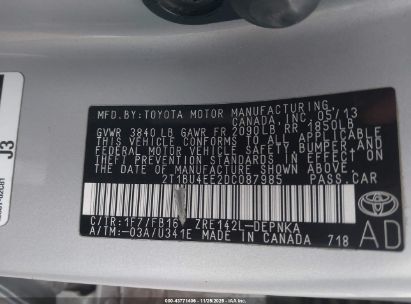 MFD. BY: TOYOTA MOTOR MANUFACTURING
CANADA, INC. 05/13
GVWR 3840 LB GAWR FR 2090LB RR 1850LB
THIS VEHICLE CONFORMS TO ALL APPLICABLE
FEDERAL MOTOR VEHICLE SAFETY, BUMPER, AND
THEFT PREVENTION STANDARDS IN EFFECT ON
THE DATE OF MANUFACTURE SHOWN ABOVE.
2T1BU4EE2DC087985 PASS.CAR
C/TR:1F7/FB16 ZRE142L-DEPNKA
A/TM:-03A/U341E MADE IN CANADA 718
TOYOTA
AD
J3